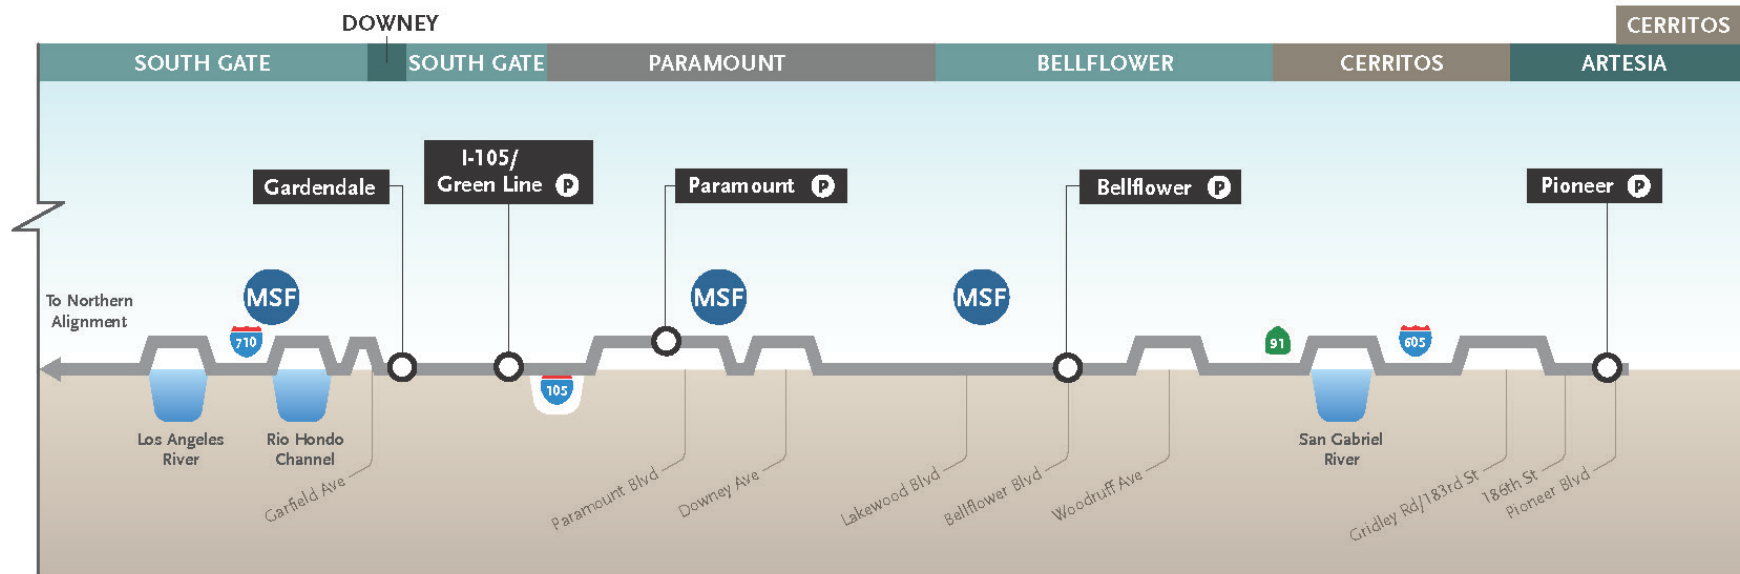 DOWNEY
CERRITOS
SOUTH GATE
SOUTH GATE
PARAMOUNT
BELLFLOWER
CERRITOS
ARTESIA
Gardendale
I-105/
Green Line P
Paramount P
Bellflower P
Pioneer P
To Northern
Alignment
MSF
MSF
MSF
710
105
91
605
Los Angeles
River
Rio Hondo
Channel
San Gabriel
River
Garfield Ave
Paramount Blvd
Downey Ave
Lakewood Blvd
Bellflower Blvd
Woodruff Ave
Gridley Rd/183rd St
186th St
Pioneer Blvd